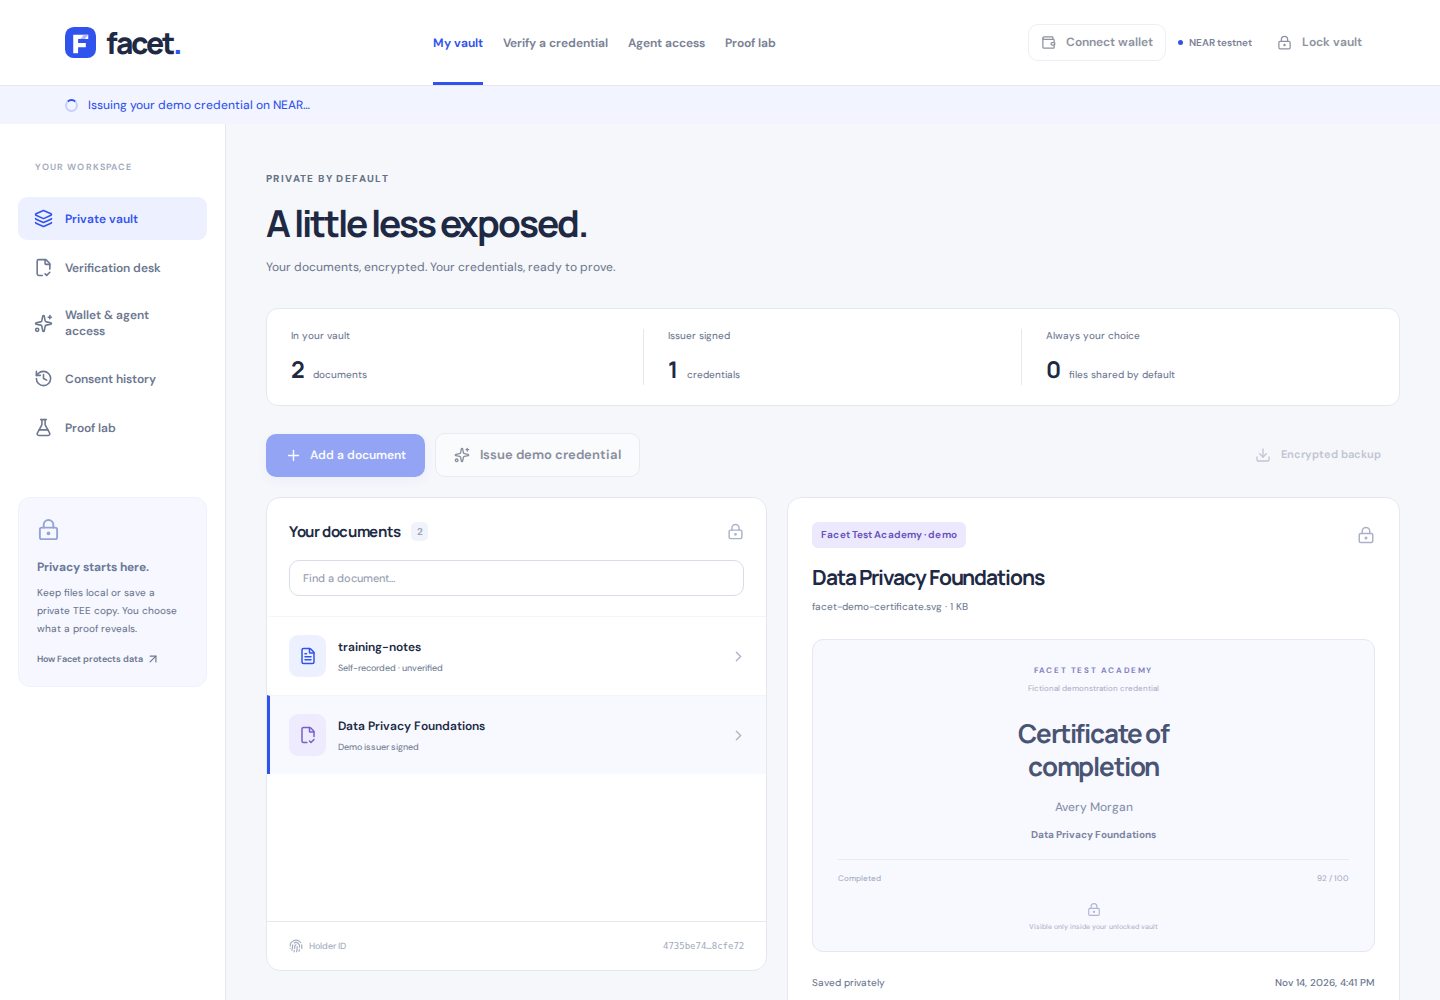 facet.
My vault
Verify a credential
Agent access
Proof lab
Connect wallet
NEAR testnet
Lock vault
Issuing your demo credential on NEAR…
YOUR WORKSPACE
Private vault
Verification desk
Wallet & agent
access
Consent history
Proof lab
Privacy starts here.
Keep files local or save a
private TEE copy. You choose
what a proof reveals.
How Facet protects data
PRIVATE BY DEFAULT
A little less exposed.
Your documents, encrypted. Your credentials, ready to prove.
In your vault
2 documents
Issuer signed
1 credentials
Always your choice
0 files shared by default
Add a document
Issue demo credential
Encrypted backup
Your documents 2
Find a document…
training-notes
Self-recorded · unverified
Data Privacy Foundations
Demo issuer signed
Holder ID
4735be74…8cfe72
Facet Test Academy · demo
Data Privacy Foundations
facet-demo-certificate.svg · 1 KB
FACET TEST ACADEMY
Fictional demonstration credential
Certificate of
completion
Avery Morgan
Data Privacy Foundations
Completed
92 / 100
Visible only inside your unlocked vault
Saved privately
Nov 14, 2026, 4:41 PM